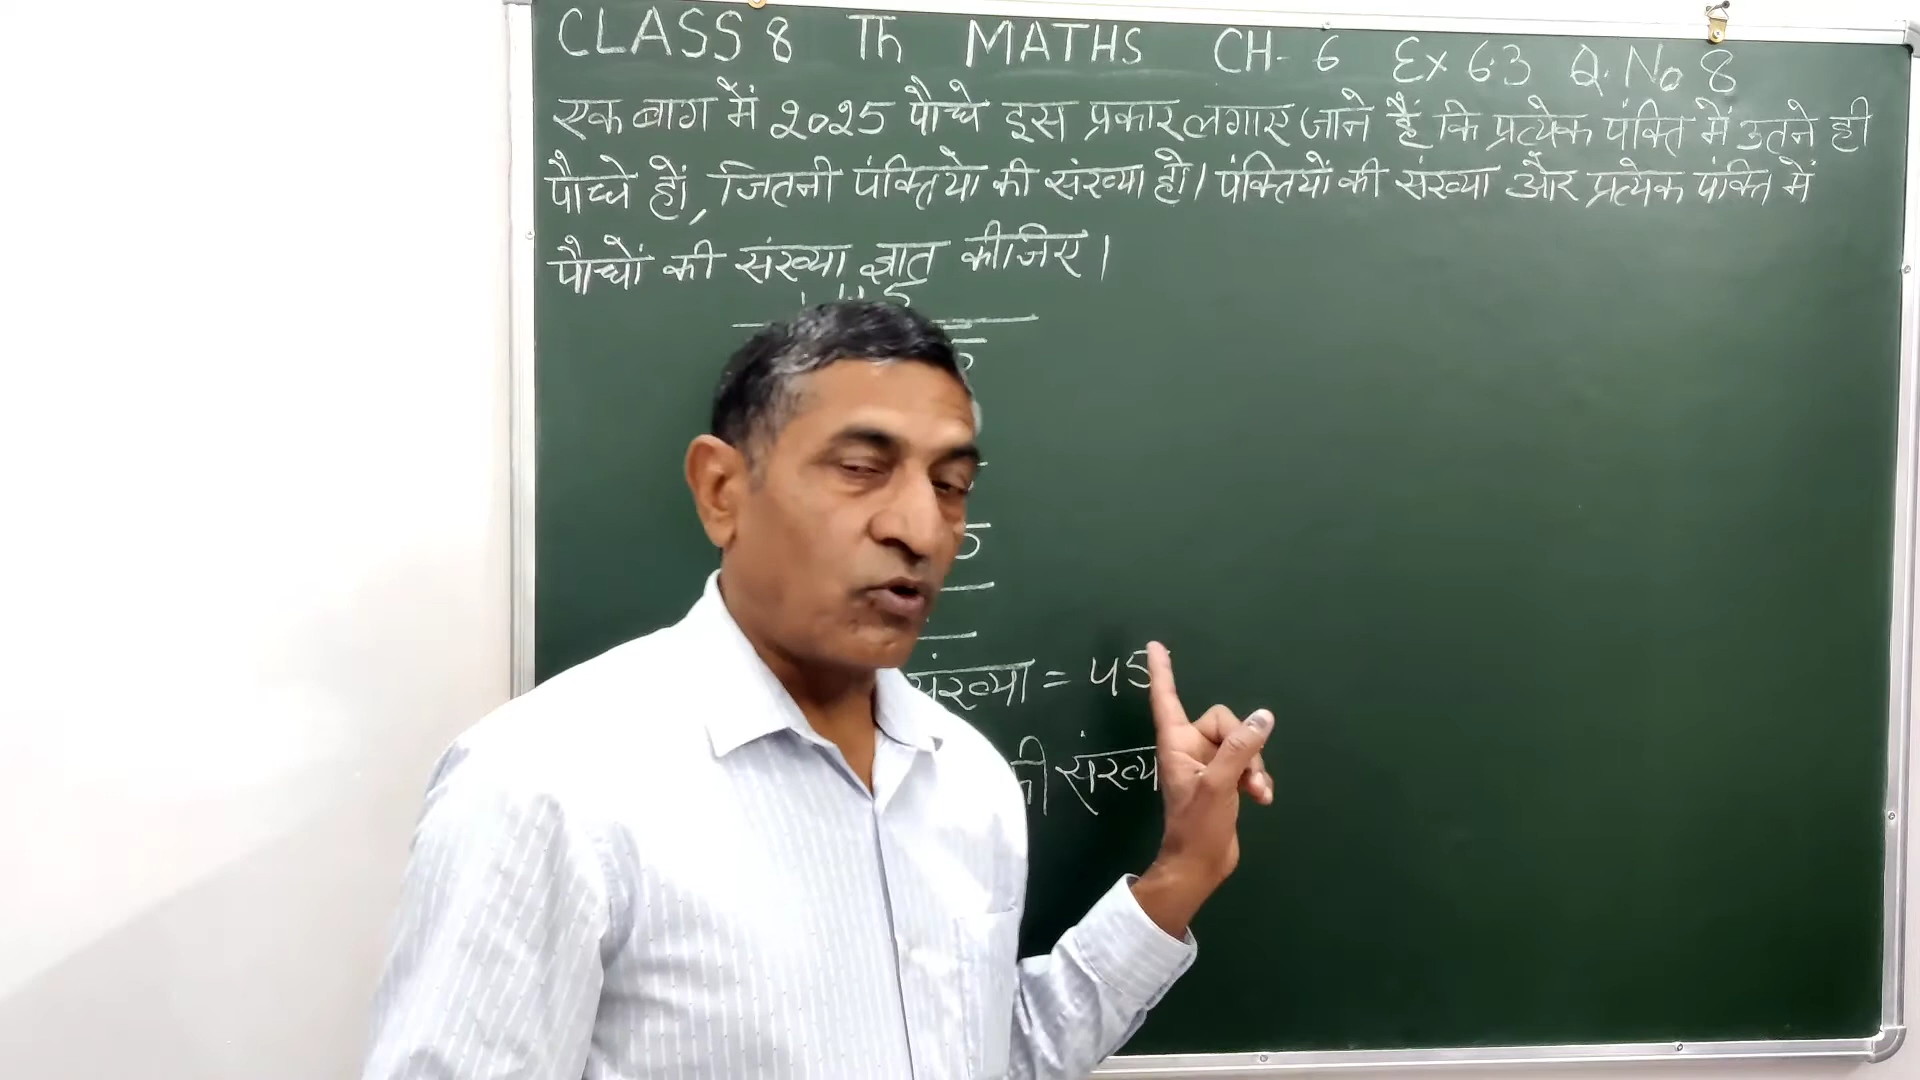 CLASS 8 Th MATHS CH- 6 Ex 6.3 Q.No 8
एक बाग में 2025 पौधे इस प्रकार लगाए जाने हैं कि प्रत्येक पंक्ति में उतने ही
पौधे हों, जितनी पंक्तियो की संख्या हो। पंक्तियों की संख्या और प्रत्येक पंक्ति में
पौधों की संख्या ज्ञात कीजिए।
संख्या = 45
की संख्या